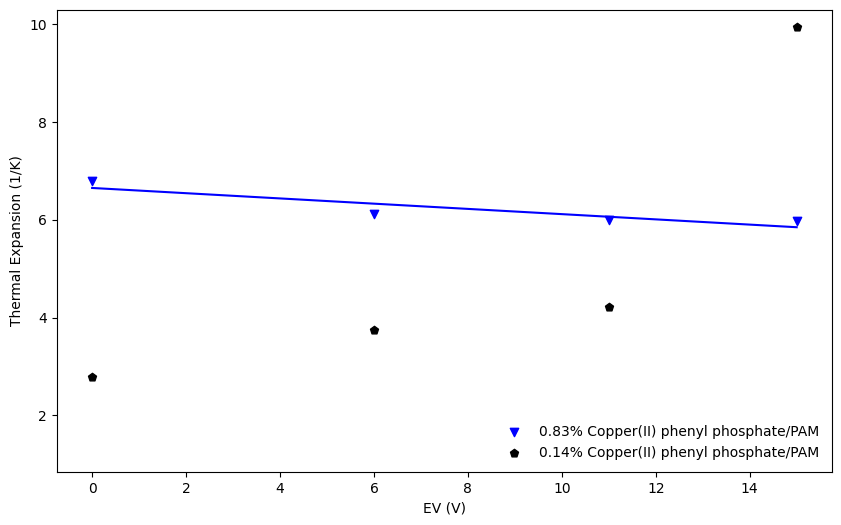 10
8
6
4
2
Thermal Expansion (1/K)
0 2 4 6 8 10 12 14
EV (V)
0.83% Copper(II) phenyl phosphate/PAM
0.14% Copper(II) phenyl phosphate/PAM